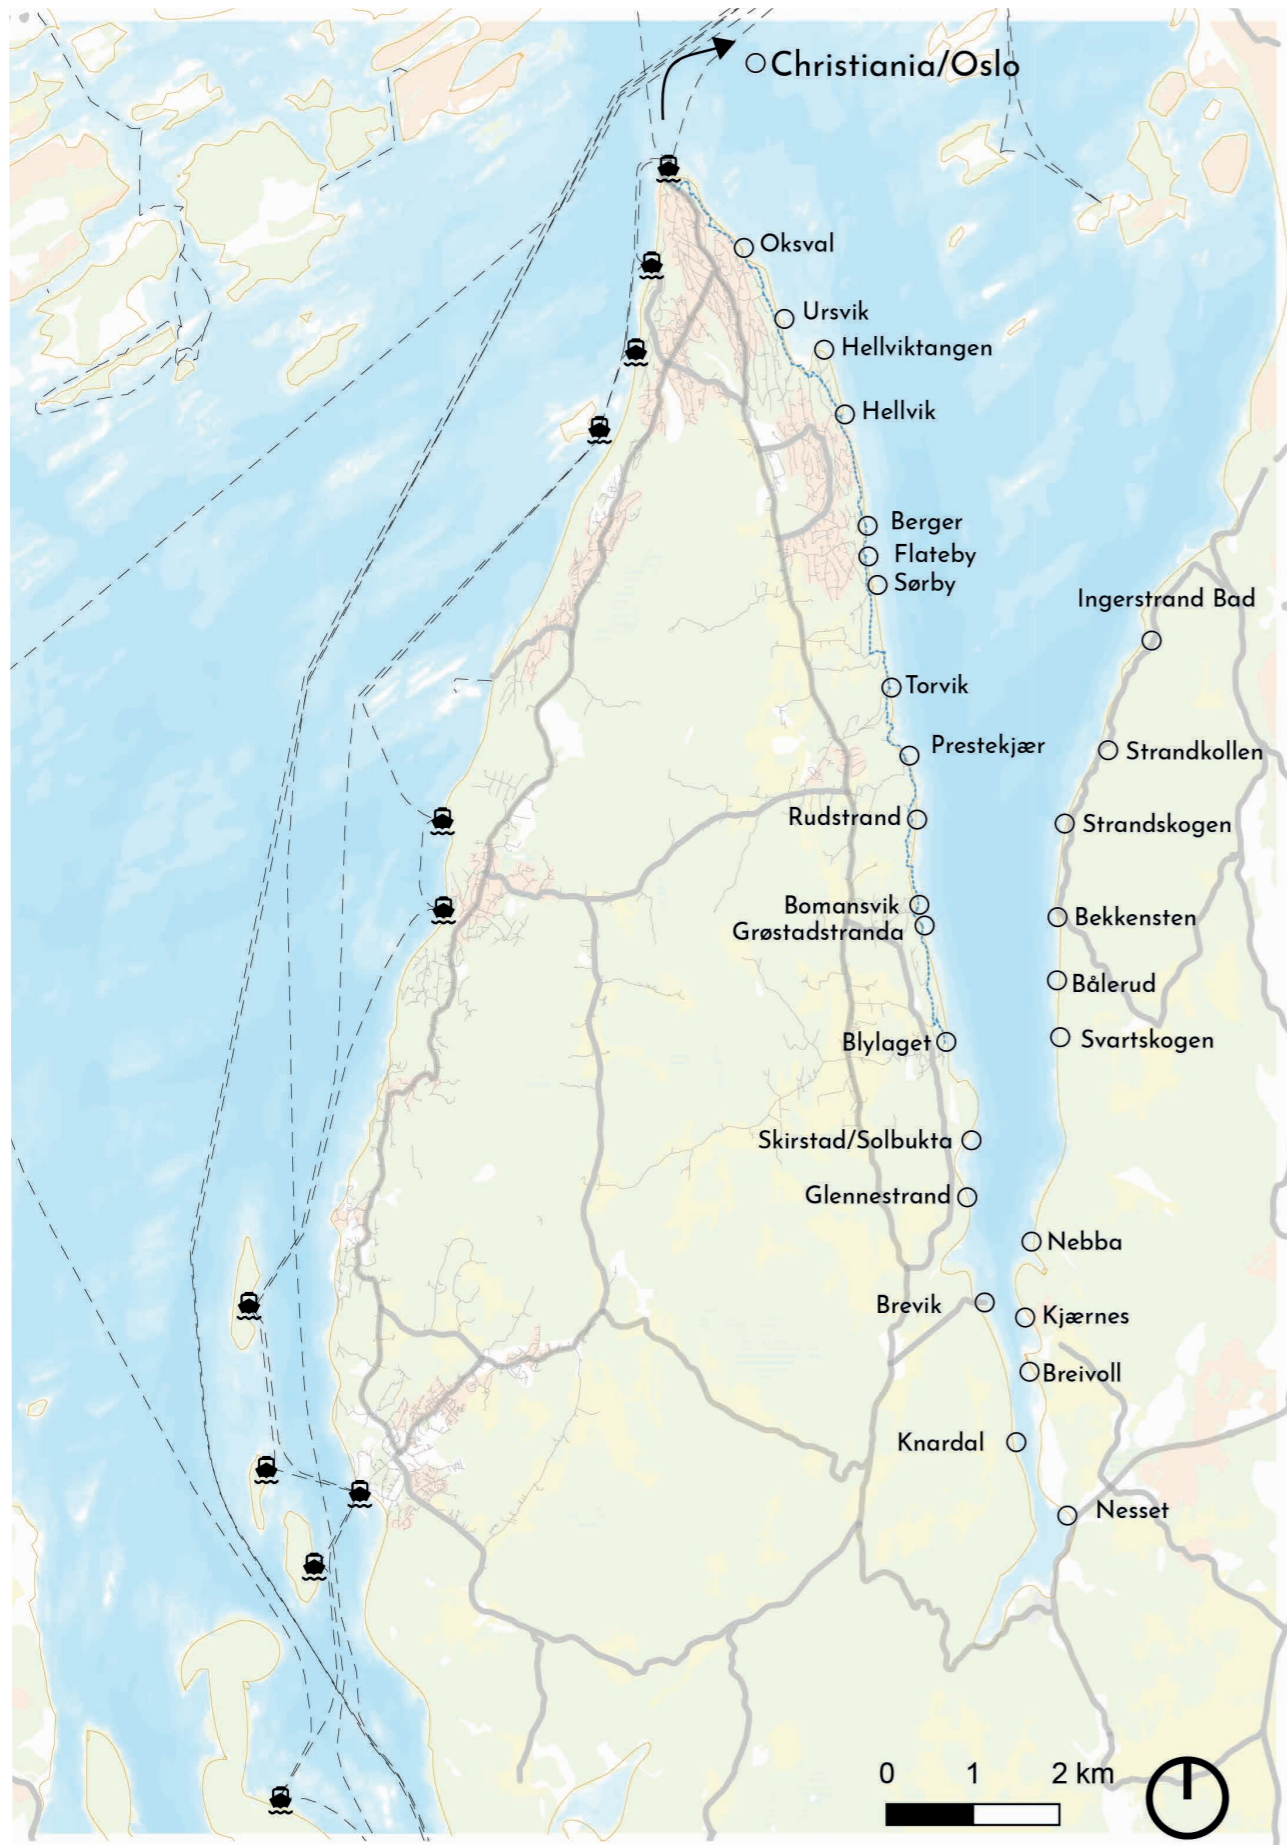 Christiania/Oslo
Oksval
Ursvik
Hellviktangen
Hellvik
Berger
Flateby
Sørby
Ingerstrand Bad
Torvik
Prestekjær
Strandkollen
Rudstrand
Strandskogen
Bomansvik
Bekkensten
Grøstadstranda
Bålerud
Blylaget
Svartskogen
Skirstad/Solbukta
Glennestrand
Nebba
Brevik
Kjærnes
Breivoll
Knardal
Nesset
0 1 2 km